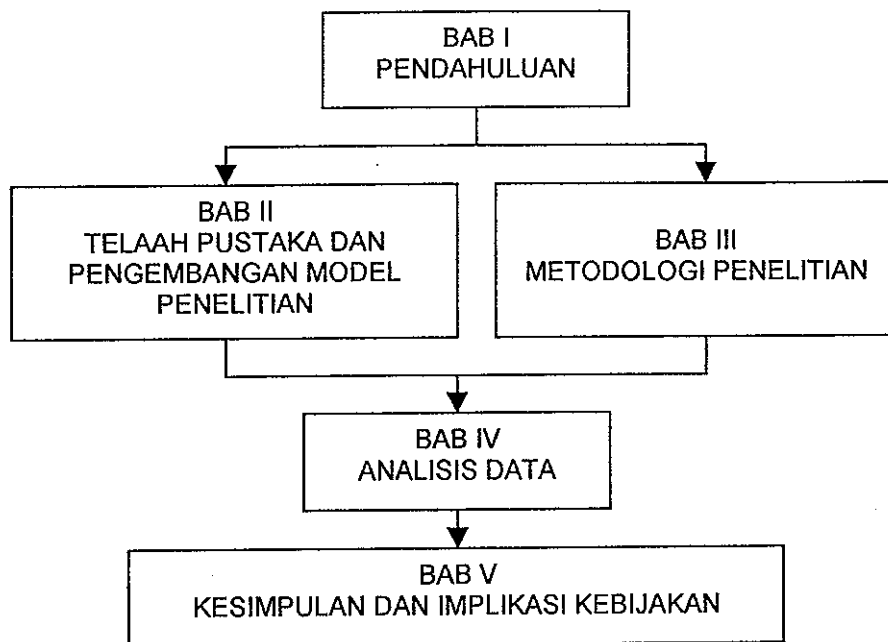 BAB I
PENDAHULUAN
BAB II
TELAAH PUSTAKA DAN
PENGEMBANGAN MODEL
PENELITIAN
BAB III
METODOLOGI PENELITIAN
BAB IV
ANALISIS DATA
BAB V
KESIMPULAN DAN IMPLIKASI KEBIJAKAN